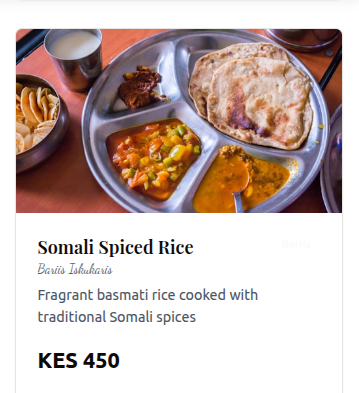 Somali Spiced Rice
Bariis Iskukaris
Fragrant basmati rice cooked with
traditional Somali spices
KES 450